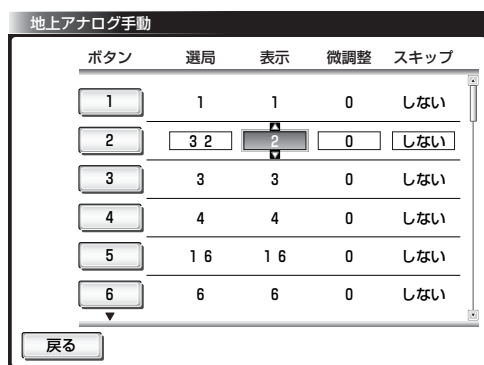 地上アナログ手動
ボタン 選局 表示 微調整 スキップ
1 1 1 0 しない
2 32 2 0 しない
3 3 3 0 しない
4 4 4 0 しない
5 16 16 0 しない
6 6 6 0 しない
戻る